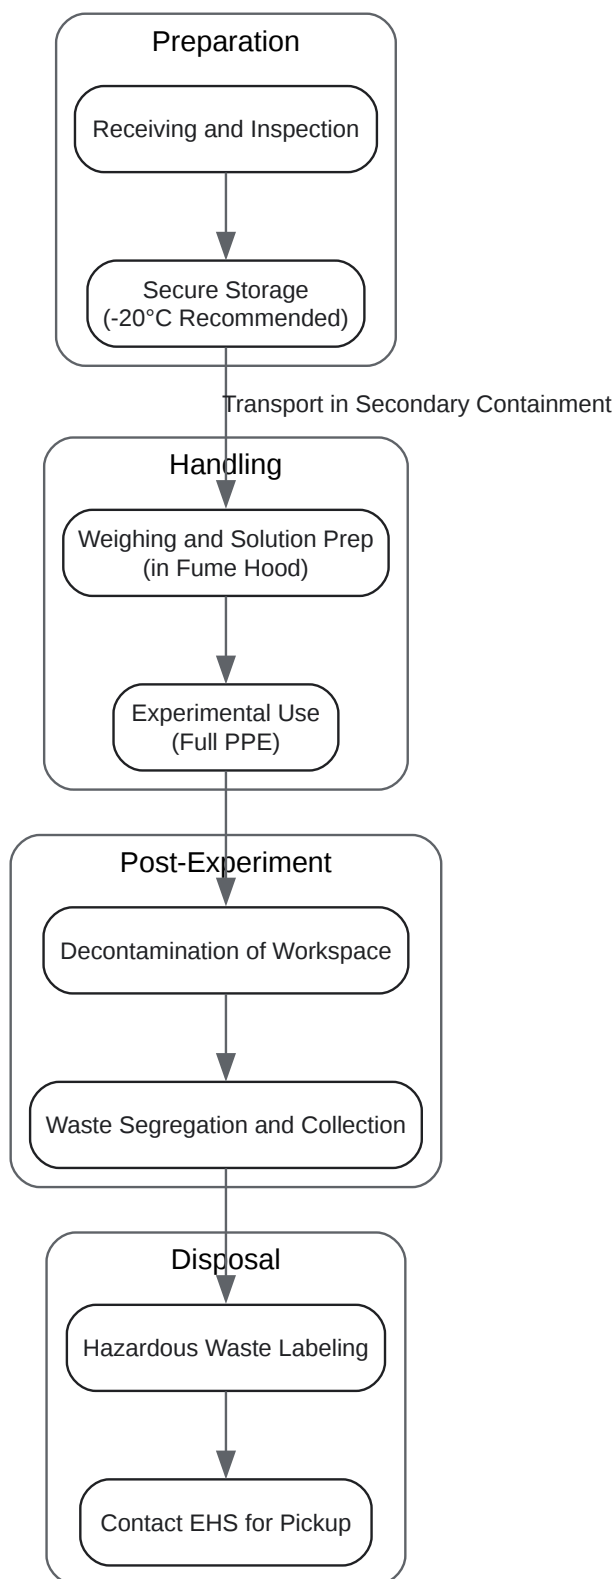 Preparation
Receiving and Inspection
Secure Storage
(-20°C Recommended)
Transport in Secondary Containment
Handling
Weighing and Solution Prep
(in Fume Hood)
Experimental Use
(Full PPE)
Post-Experiment
Decontamination of Workspace
Waste Segregation and Collection
Disposal
Hazardous Waste Labeling
Contact EHS for Pickup